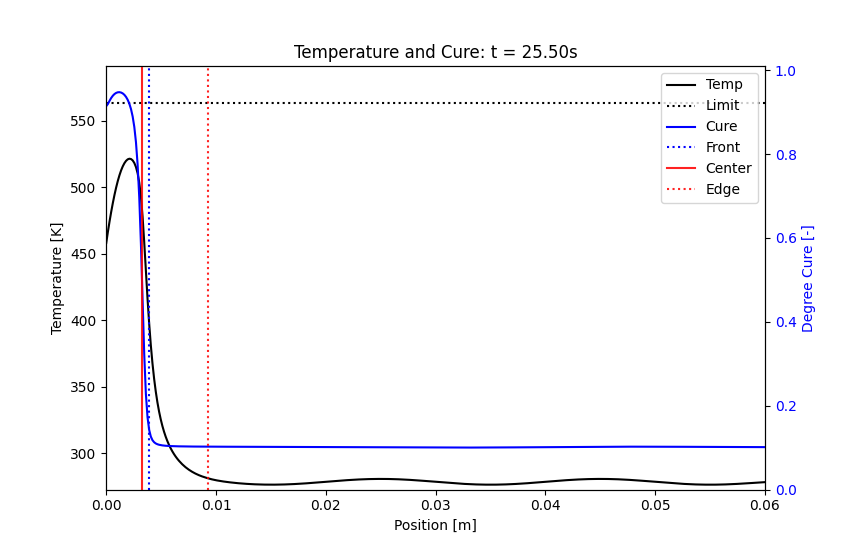 Temperature and Cure: t = 25.50s
Temp
Limit
Cure
Front
Center
Edge
Temperature [K]
550
500
450
400
350
300
Degree Cure [-]
1.0
0.8
0.6
0.4
0.2
0.0
0.00 0.01 0.02 0.03 0.04 0.05 0.06
Position [m]